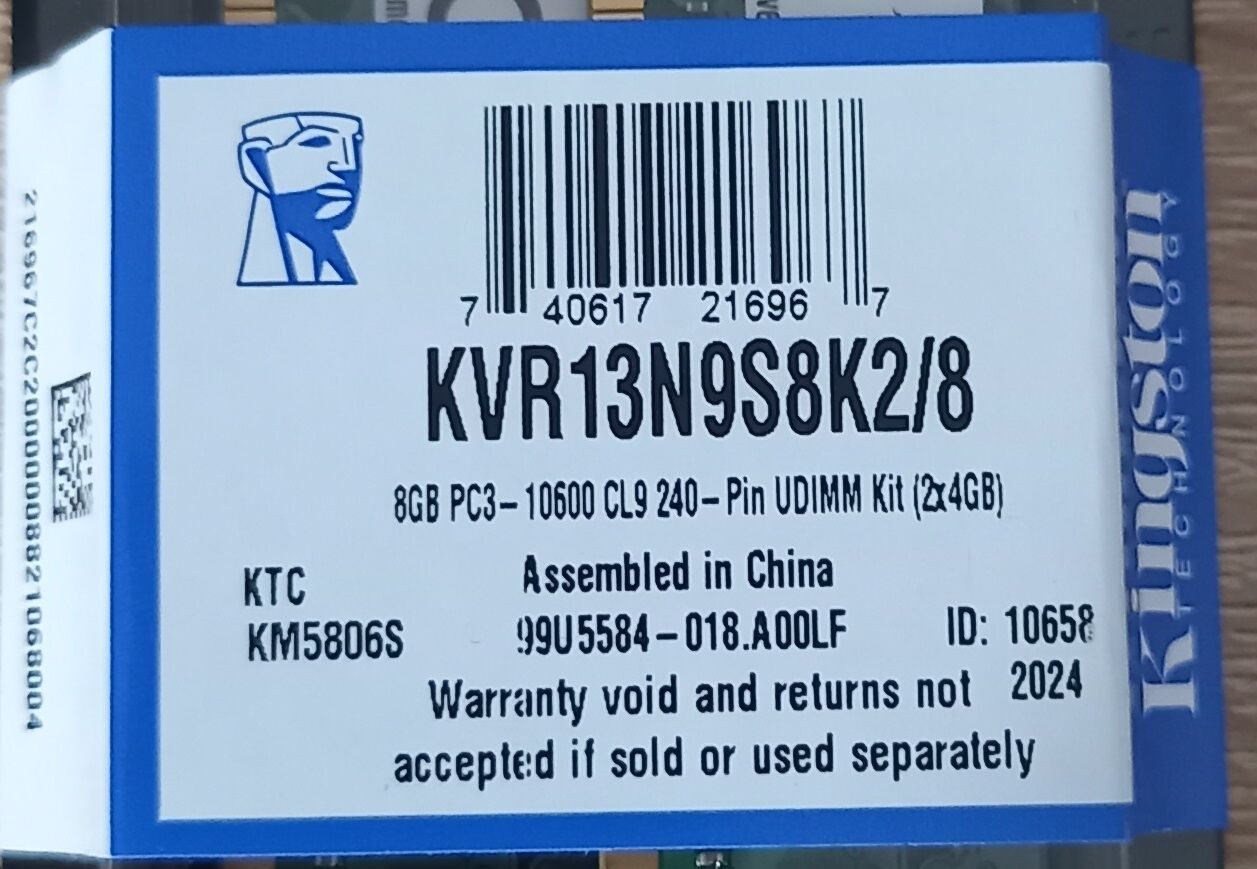 7 40617 21696 7
KVR13N9S8K2/8
8GB PC3-10600 CL9 240-Pin UDIMM Kit (2x4GB)
KTC
Assembled in China
KM5806S
99U5584-018.A00LF
ID: 10658
Warranty void and returns not
2024
accepted if sold or used separately
Kingston
TECHNOLOGY